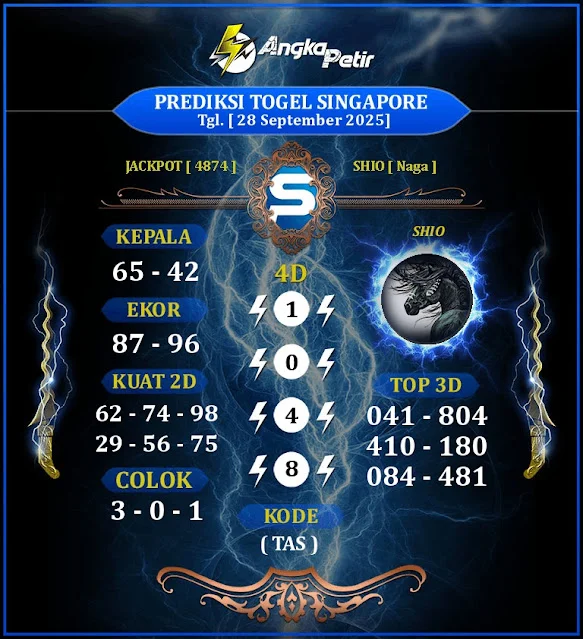 Angka Petir
PREDIKSI TOGEL SINGAPORE
Tgl. [ 28 September 2025]
JACKPOT [ 4874 ]
SHIO [ Naga ]
S
KEPALA
65 - 42
EKOR
87 - 96
KUAT 2D
62 - 74 - 98
29 - 56 - 75
COLOK
3 - 0 - 1
4D
1
0
4
8
KODE
( TAS )
SHIO
TOP 3D
041 - 804
410 - 180
084 - 481